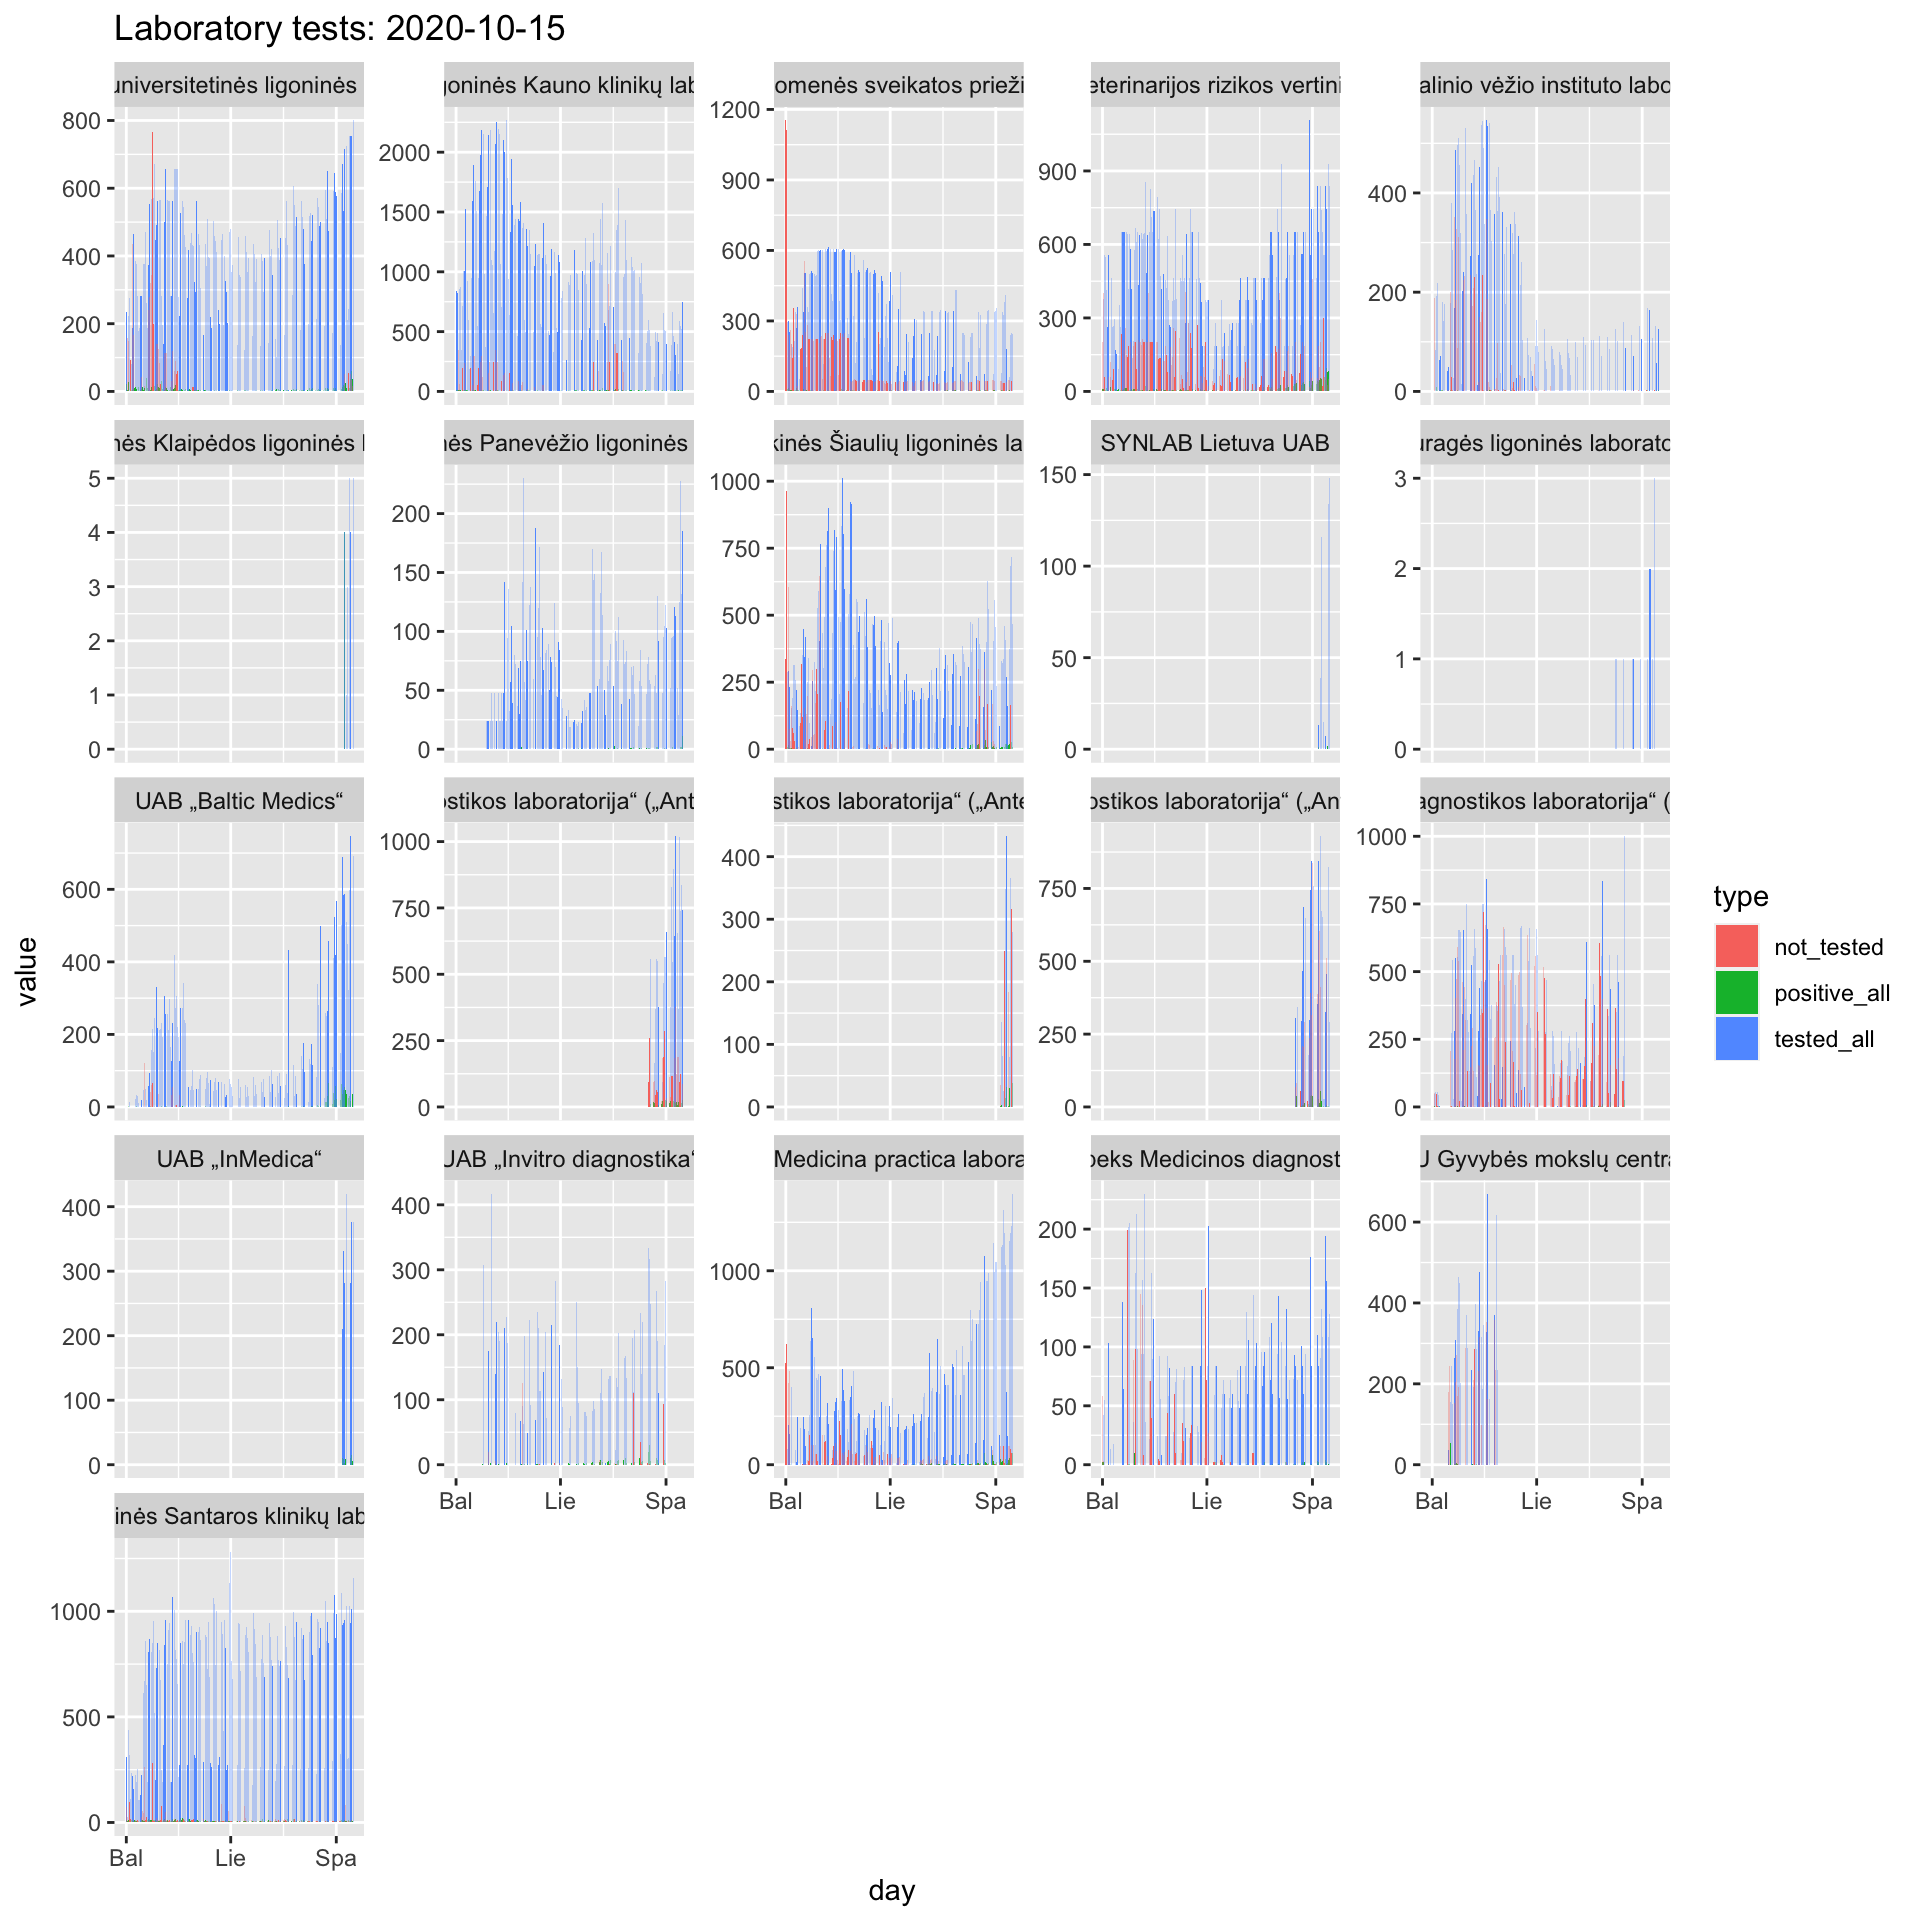 Laboratory tests: 2020-10-15
universitetinės ligoninės
goninės Kauno klinikų lab
omenės sveikatos prieži
eterinarijos rizikos vertini
alinio vėžio instituto labo
800
600
400
200
0
2000
1500
1000
500
0
1200
900
600
300
0
900
600
300
0
400
200
0
nės Klaipėdos ligoninės l
nės Panevėžio ligoninės
kinės Šiaulių ligoninės la
SYNLAB Lietuva UAB
uragės ligoninės laborato
5
4
3
2
1
0
200
150
100
50
0
1000
750
500
250
0
150
100
50
0
3
2
1
0
UAB „Baltic Medics“
ostikos laboratorija“ („Ant
stikos laboratorija“ („Ante
ostikos laboratorija“ („Ant
agnostikos laboratorija“ (
600
400
200
0
1000
750
500
250
0
400
300
200
100
0
750
500
250
0
1000
750
500
250
0
UAB „InMedica“
UAB „Invitro diagnostika“
Medicina practica labora
beks Medicinos diagnost
U Gyvybės mokslų centra
400
300
200
100
0
400
300
200
100
0
1000
500
0
200
150
100
50
0
600
400
200
0
Bal Lie Spa
Bal Lie Spa
Bal Lie Spa
Bal Lie Spa
inės Santaros klinikų lab
1000
500
0
Bal Lie Spa
day
value
type
not_tested
positive_all
tested_all